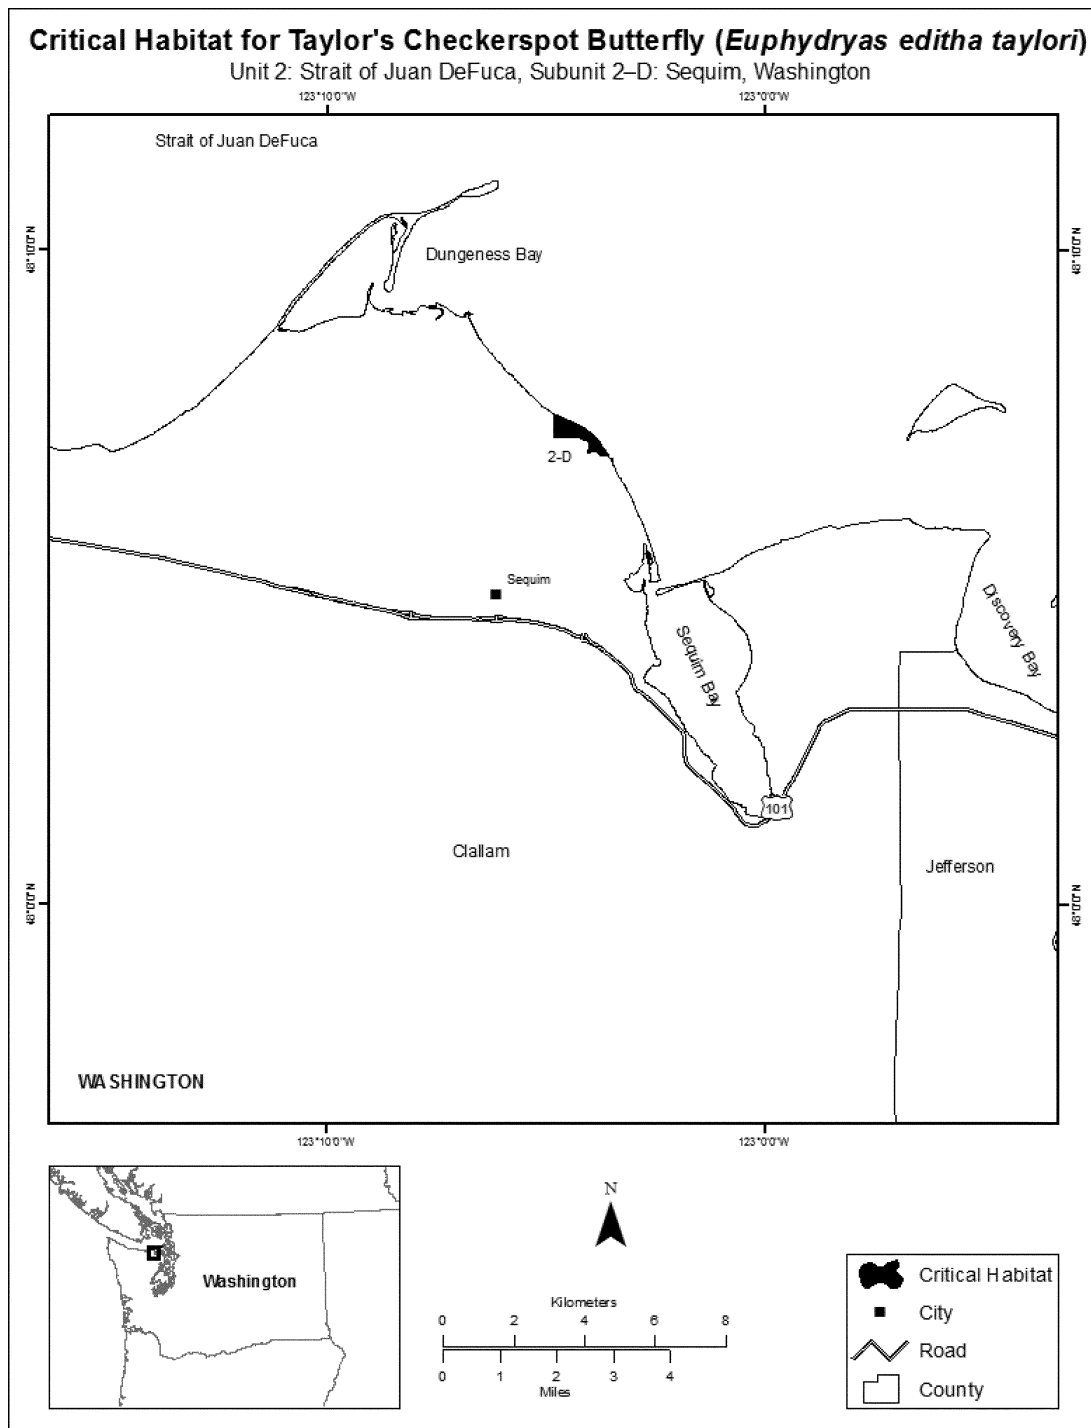 Critical Habitat for Taylor's Checkerspot Butterfly (Euphydryas editha taylori)
Unit 2: Strait of Juan DeFuca, Subunit 2–D: Sequim, Washington
123°10'0"W
123°0'0"W
Strait of Juan DeFuca
48°10'0"N
48°10'0"N
Dungeness Bay
2-D
Sequim
Discovery Bay
Sequim Bay
101
Clallam
Jefferson
48°0'0"N
48°0'0"N
WASHINGTON
123°10'0"W
123°0'0"W
Washington
N
Kilometers
0 2 4 6 8
0 1 2 3 4
Miles
Critical Habitat
City
Road
County